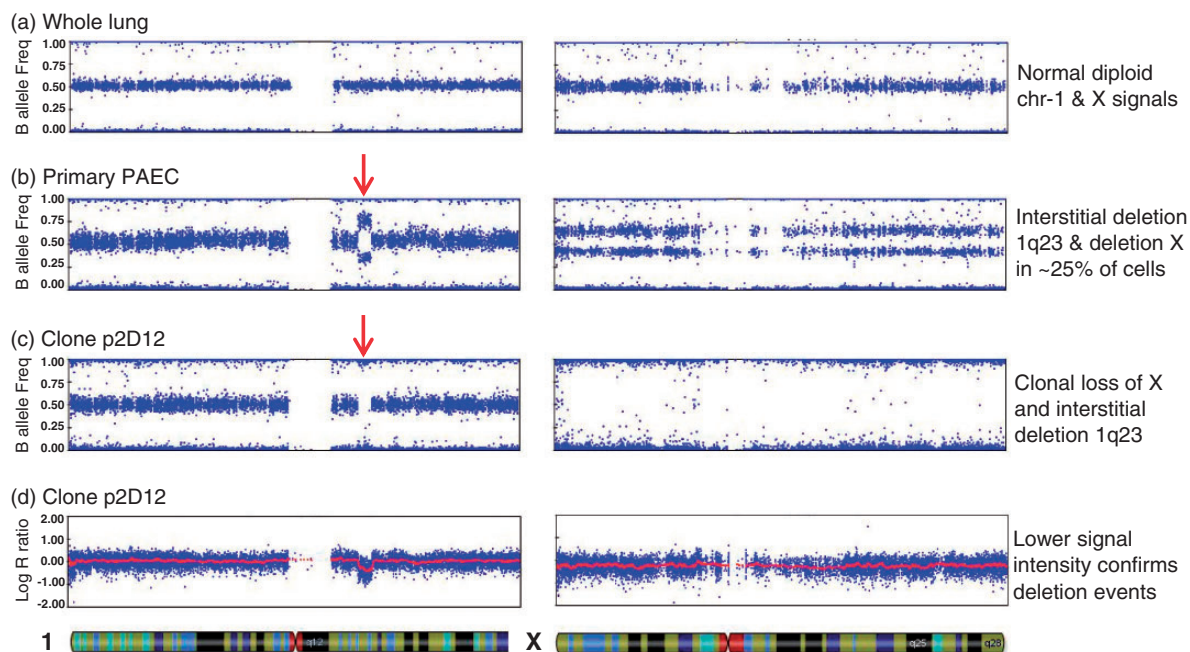 (a) Whole lung
B allele Freq
1.00
0.75
0.50
0.25
0.00
Normal diploid
chr-1 & X signals
(b) Primary PAEC
B allele Freq
1.00
0.75
0.50
0.25
0.00
Interstitial deletion
1q23 & deletion X
in ~25% of cells
(c) Clone p2D12
B allele Freq
1.00
0.75
0.50
0.25
0.00
Clonal loss of X
and interstitial
deletion 1q23
(d) Clone p2D12
Log R ratio
2.00
1.00
0.00
-1.00
-2.00
Lower signal
intensity confirms
deletion events
1
q12
X
q25
q28